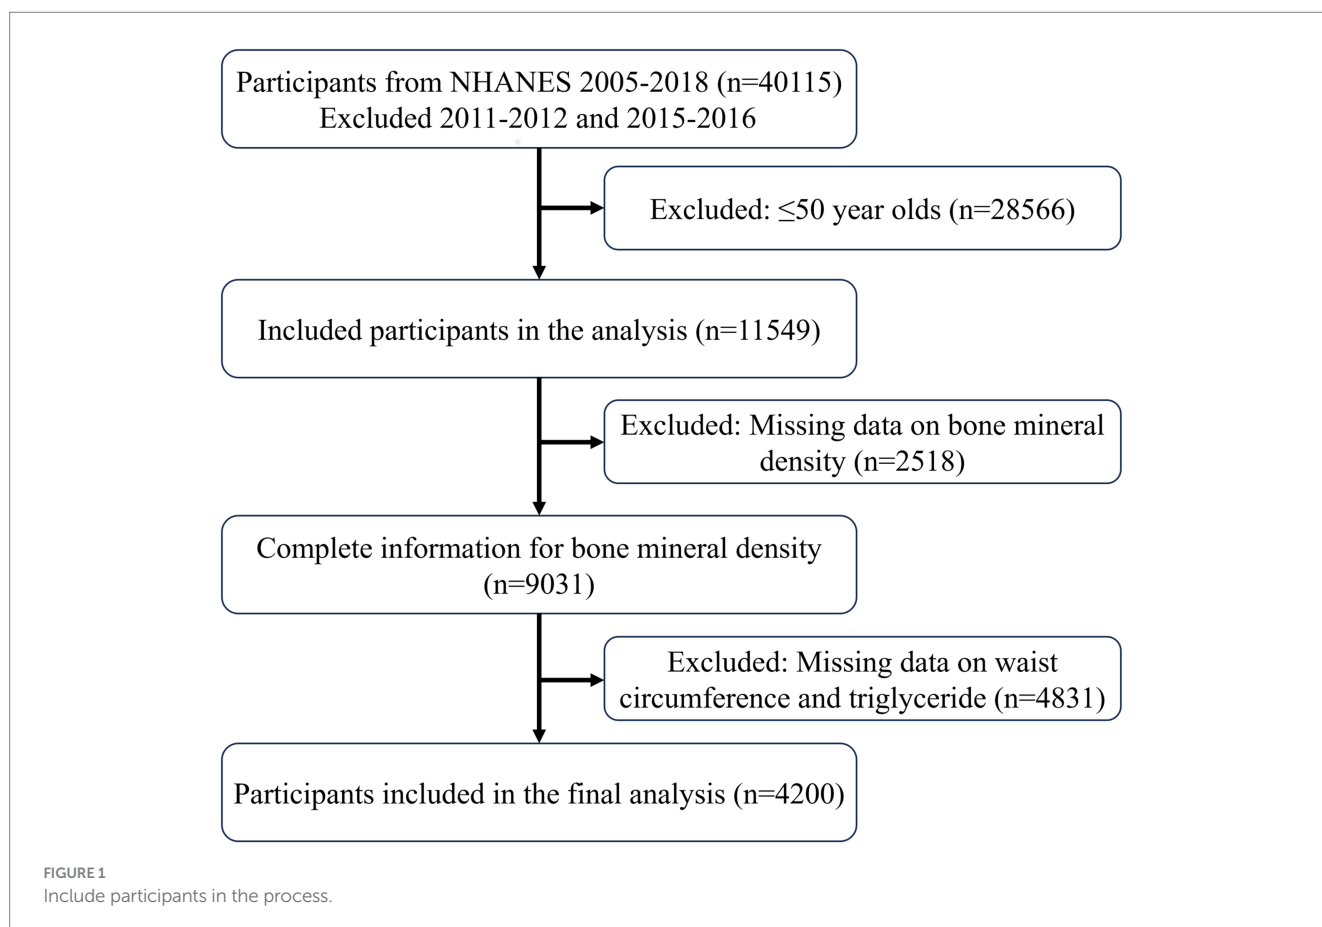 Participants from NHANES 2005-2018 (n=40115)
Excluded 2011-2012 and 2015-2016
Excluded: ≤50 year olds (n=28566)
Included participants in the analysis (n=11549)
Excluded: Missing data on bone mineral
density (n=2518)
Complete information for bone mineral density
(n=9031)
Excluded: Missing data on waist
circumference and triglyceride (n=4831)
Participants included in the final analysis (n=4200)
FIGURE 1
Include participants in the process.